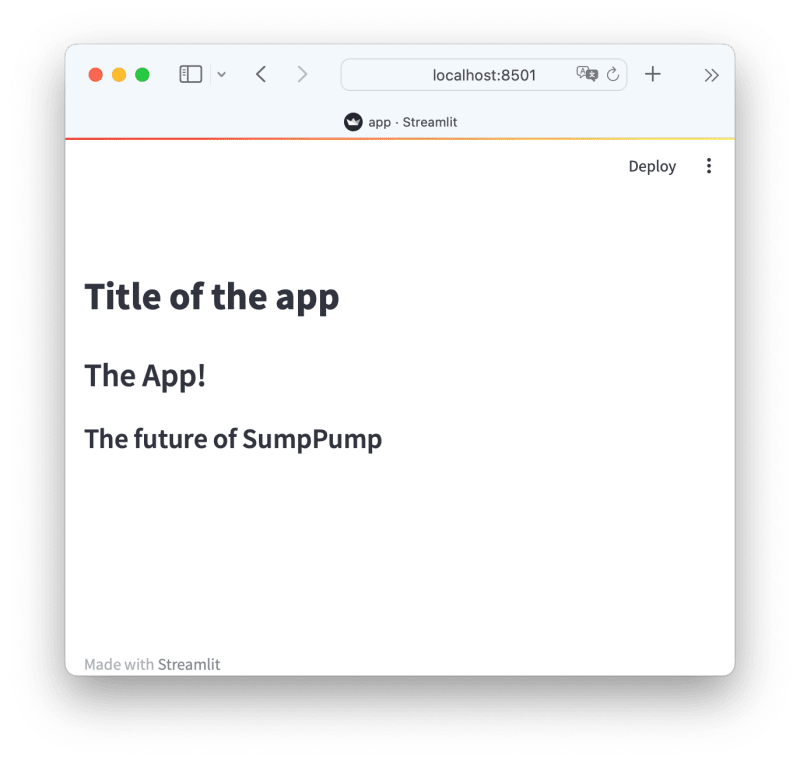 localhost:8501
app · Streamlit
Deploy
Title of the app
The App!
The future of SumpPump
Made with Streamlit